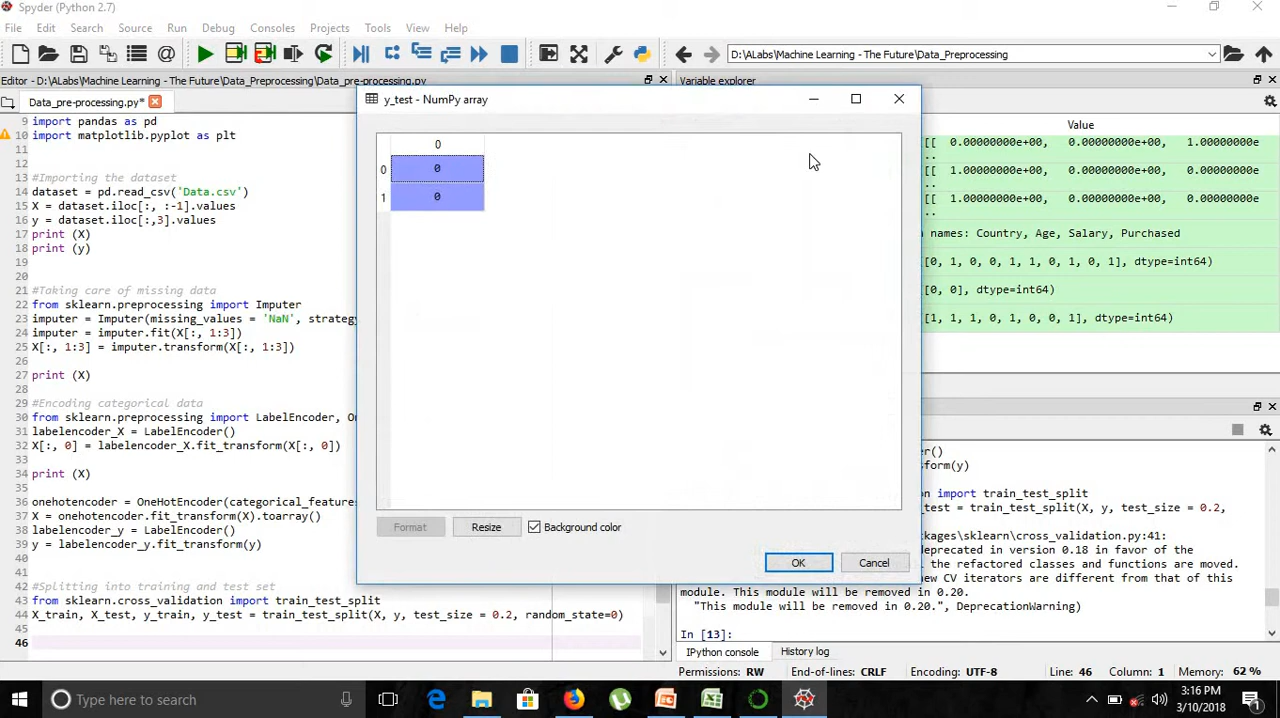 Spyder (Python 2.7)
File Edit Search Source Run Debug Consoles Projects Tools View Help
D:\ALabs\Machine Learning - The Future\Data_Preprocessing
Editor - D:\ALabs\Machine Learning - The Future\Data_Preprocessing\Data_pre-processing.py
Data_pre-processing.py*
9 import pandas as pd
10 import matplotlib.pyplot as plt
11
12
13 #Importing the dataset
14 dataset = pd.read_csv('Data.csv')
15 X = dataset.iloc[:, :-1].values
16 y = dataset.iloc[:,3].values
17 print (X)
18 print (y)
19
20
21 #Taking care of missing data
22 from sklearn.preprocessing import Imputer
23 imputer = Imputer(missing_values = 'NaN', strategy
24 imputer = imputer.fit(X[:, 1:3])
25 X[:, 1:3] = imputer.transform(X[:, 1:3])
26
27 print (X)
28
29 #Encoding categorical data
30 from sklearn.preprocessing import LabelEncoder, On
31 labelencoder_X = LabelEncoder()
32 X[:, 0] = labelencoder_X.fit_transform(X[:, 0])
33
34 print (X)
35
36 onehotencoder = OneHotEncoder(categorical_features
37 X = onehotencoder.fit_transform(X).toarray()
38 labelencoder_y = LabelEncoder()
39 y = labelencoder_y.fit_transform(y)
40
41
42 #Splitting into training and test set
43 from sklearn.cross_validation import train_test_split
44 X_train, X_test, y_train, y_test = train_test_split(X, y, test_size = 0.2, random_state=0)
45
46
y_test - NumPy array
0
0 0
1 0
Format Resize Background color
OK Cancel
Variable explorer
Value
[[ 0.00000000e+00, 0.00000000e+00, 1.00000000e
..
[[ 0.00000000e+00, 0.00000000e+00, 0.00000000e
..
[[ 0.00000000e+00, 1.00000000e+00, 0.00000000e
..
names: Country, Age, Salary, Purchased
[0, 1, 0, 0, 1, 1, 0, 1, 0, 1], dtype=int64)
[0, 0], dtype=int64)
[1, 1, 1, 0, 1, 0, 0, 1], dtype=int64)
er()
form(y)
on import train_test_split
_test = train_test_split(X, y, test_size = 0.2,
kages\sklearn\cross_validation.py:41:
deprecated in version 0.18 in favor of the
l the refactored classes and functions are moved.
new CV iterators are different from that of this
module. This module will be removed in 0.20.
"This module will be removed in 0.20.", DeprecationWarning)
In [13]:
IPython console History log
Permissions: RW End-of-lines: CRLF Encoding: UTF-8 Line: 46 Column: 1 Memory: 62 %
Type here to search
3:16 PM
3/10/2018